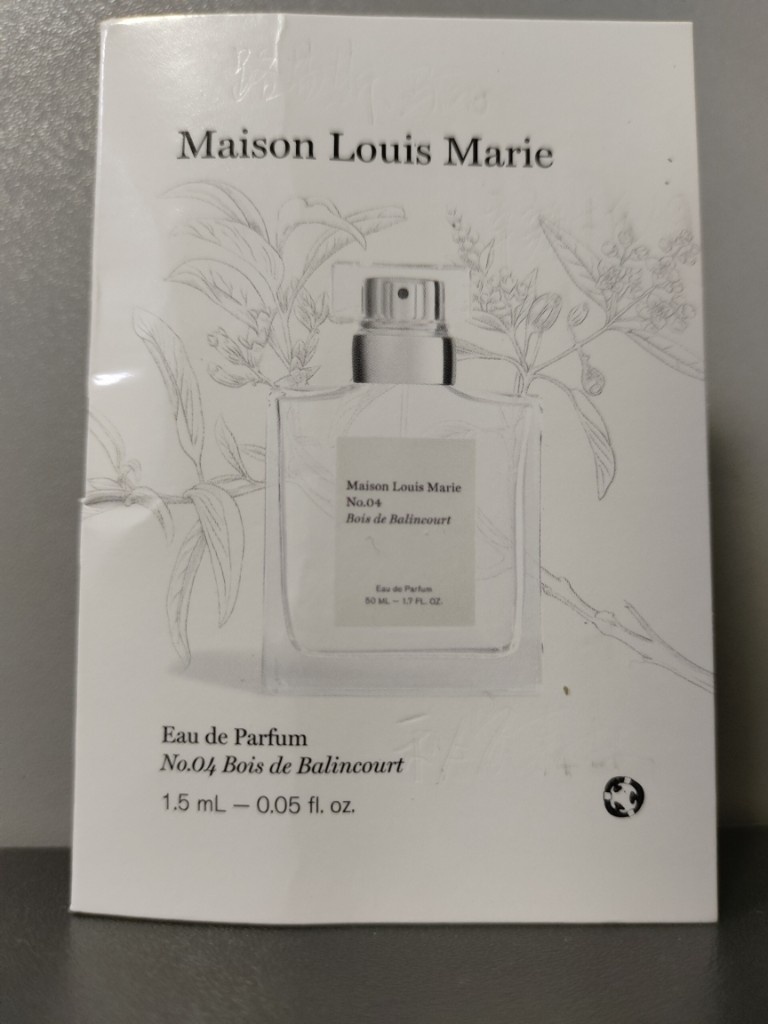 Maison Louis Marie
Maison Louis Marie
No.04
Bois de Balincourt
Eau de Parfum
50 ML — 1.7 FL. OZ.
Eau de Parfum
No.04 Bois de Balincourt
1.5 mL — 0.05 fl. oz.